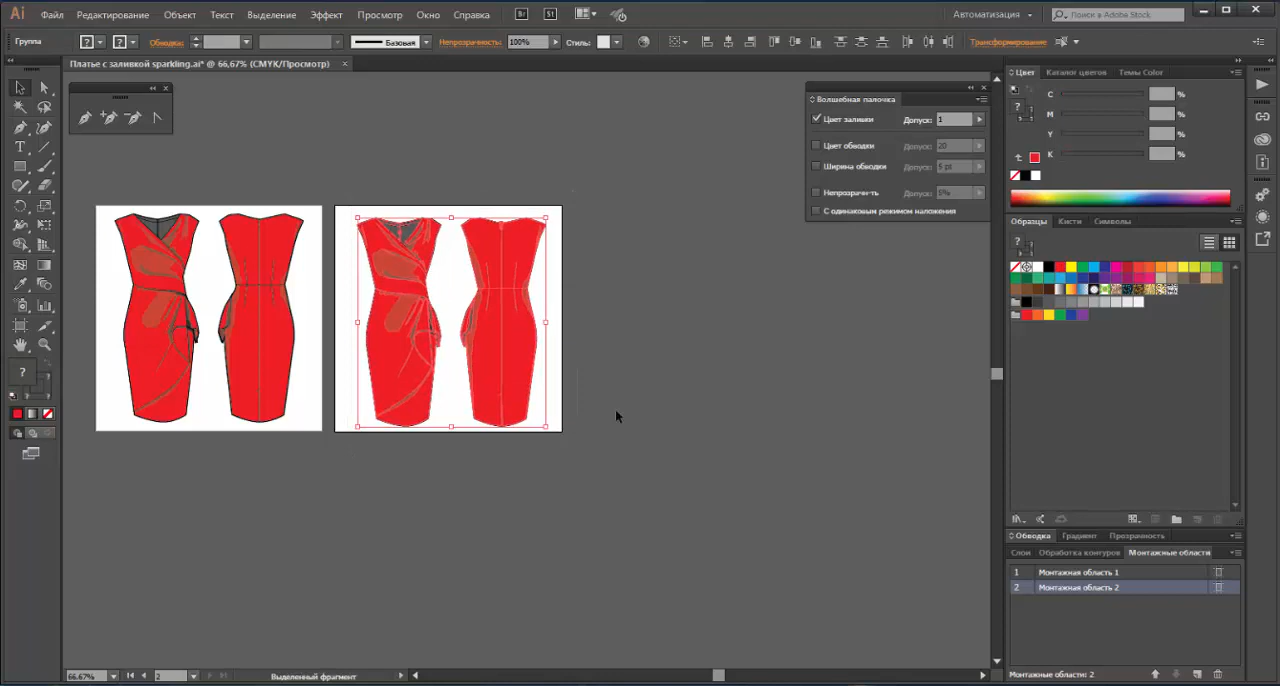 Ai Файл Редактирование Объект Текст Выделение Эффект Просмотр Окно Справка Br St Автоматизация Поиск в Adobe Stock
Группа Обводка: Базовая Непрозрачность: 100% Стиль: Трансформирование
Платье с заливкой sparkling.ai* @ 66,67% (CMYK/Просмотр) ×
Волшебная палочка
Цвет заливки Допуск: 1
Цвет обводки Допуск: 20
Ширина обводки Допуск: 5 pt
Непрозрачн-ть Допуск: 5%
С одинаковым режимом наложения
Цвет Каталог цветов Темы Color
C %
M %
Y %
K %
Образцы Кисти Символы
Обводка Градиент Прозрачность
Слои Обработка контуров Монтажные области
1 Монтажная область 1
2 Монтажная область 2
Монтажные области: 2
66,67% 2 Выделенный фрагмент